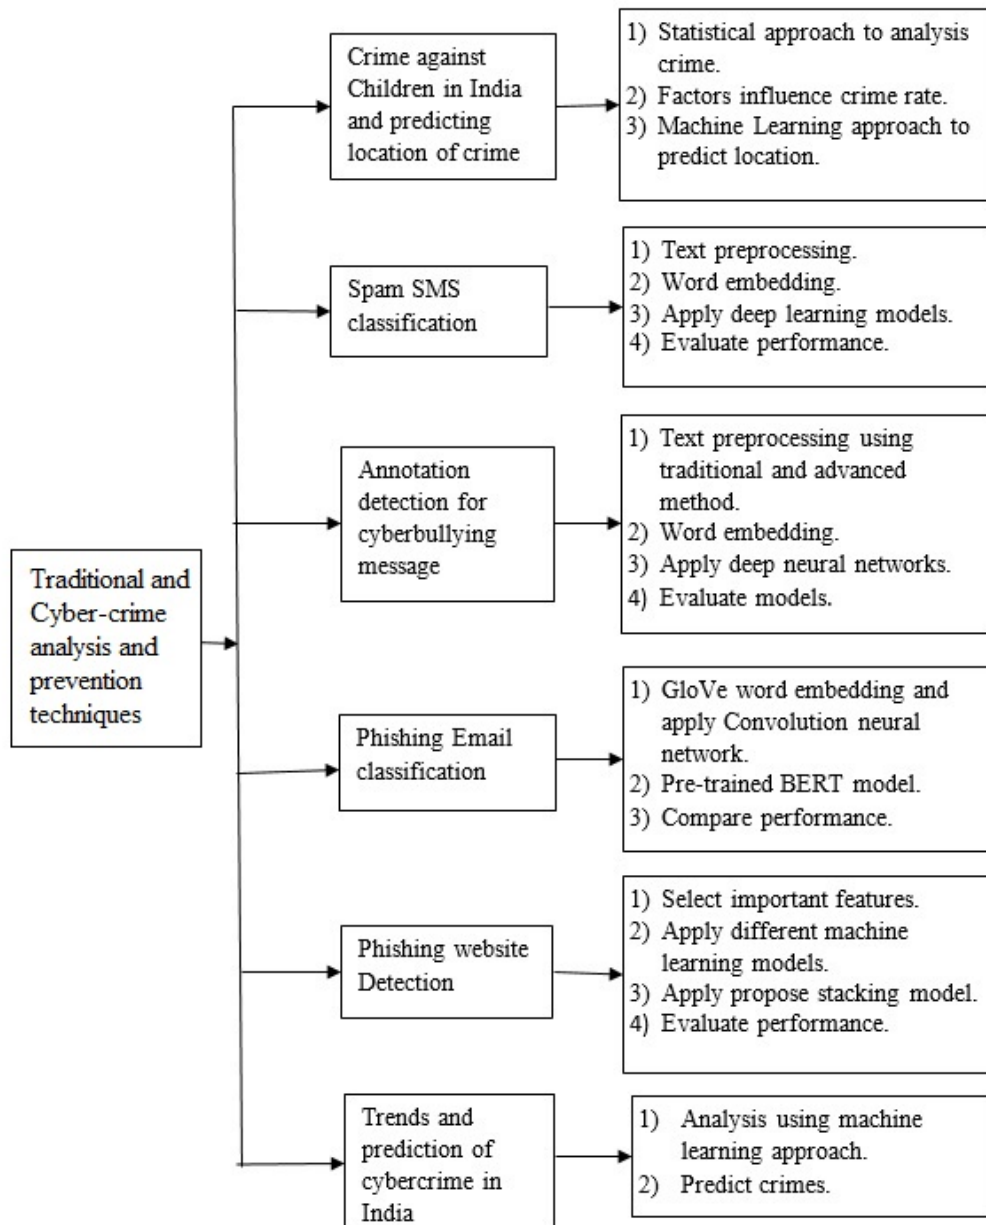 Crime against
Children in India
and predicting
location of crime
1) Statistical approach to analysis
crime.
2) Factors influence crime rate.
3) Machine Learning approach to
predict location.
Spam SMS
classification
1) Text preprocessing.
2) Word embedding.
3) Apply deep learning models.
4) Evaluate performance.
Annotation
detection for
cyberbullying
message
1) Text preprocessing using
traditional and advanced
method.
2) Word embedding.
3) Apply deep neural networks.
4) Evaluate models.
Traditional and
Cyber-crime
analysis and
prevention
techniques
Phishing Email
classification
1) GloVe word embedding and
apply Convolution neural
network.
2) Pre-trained BERT model.
3) Compare performance.
Phishing website
Detection
1) Select important features.
2) Apply different machine
learning models.
3) Apply propose stacking model.
4) Evaluate performance.
Trends and
prediction of
cybercrime in
India
1) Analysis using machine
learning approach.
2) Predict crimes.